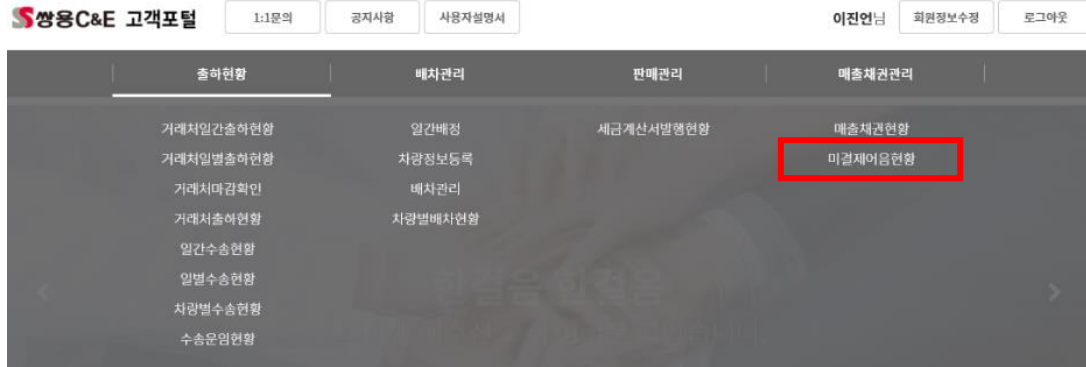 쌍용C&E 고객포털 1:1문의 공지사항 사용자설명서 이진언님 회원정보수정 로그아웃
출하현황 배차관리 판매관리 매출채권관리
거래처일간출하현황 일간배정 세금계산서발행현황 매출채권현황
거래처일별출하현황 차량정보등록 미결제어음현황
거래처마감확인 배차관리
거래처출하현황 차량별배차현황
일간수송현황
일별수송현황
차량별수송현황
수송운임현황
한걸음 한걸음